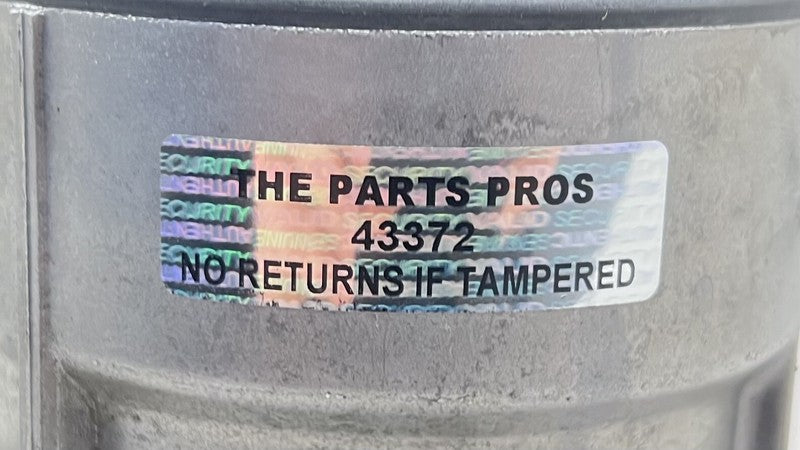 THE PARTS PROS
43372
NO RETURNS IF TAMPERED